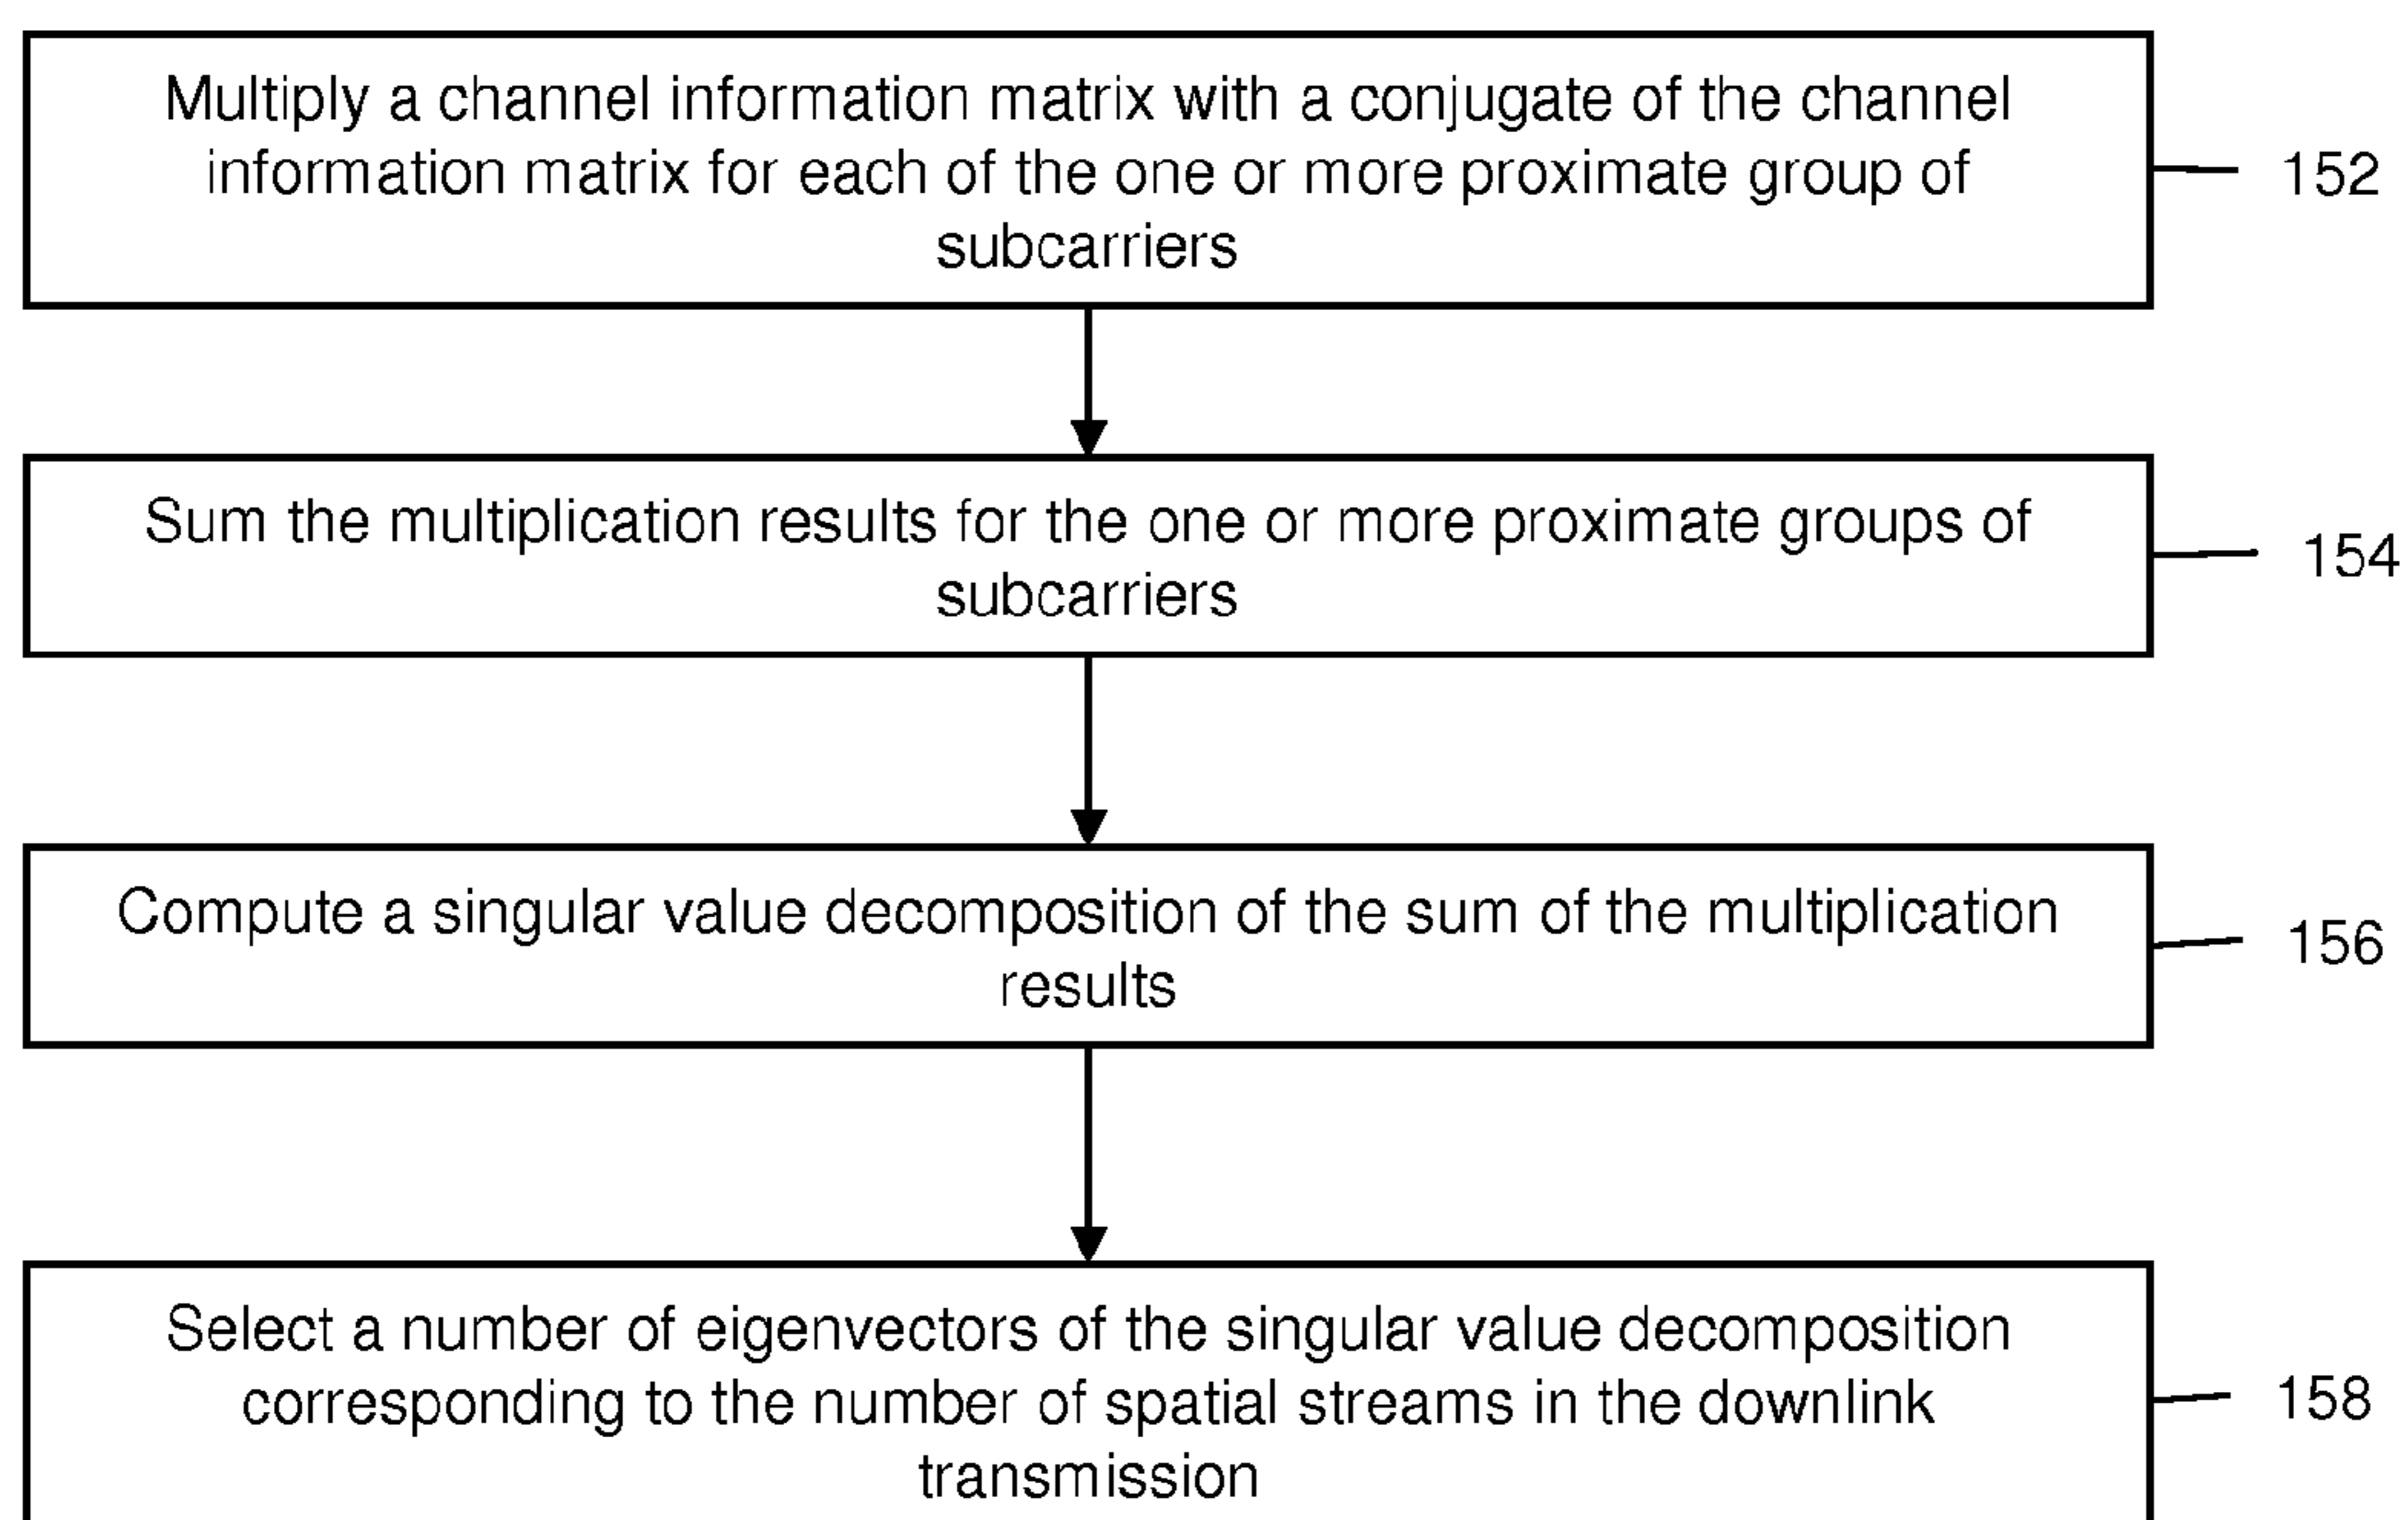 Multiply a channel information matrix with a conjugate of the channel
information matrix for each of the one or more proximate group of
subcarriers
152
Sum the multiplication results for the one or more proximate groups of
subcarriers
154
Compute a singular value decomposition of the sum of the multiplication
results
156
Select a number of eigenvectors of the singular value decomposition
corresponding to the number of spatial streams in the downlink
transmission
158